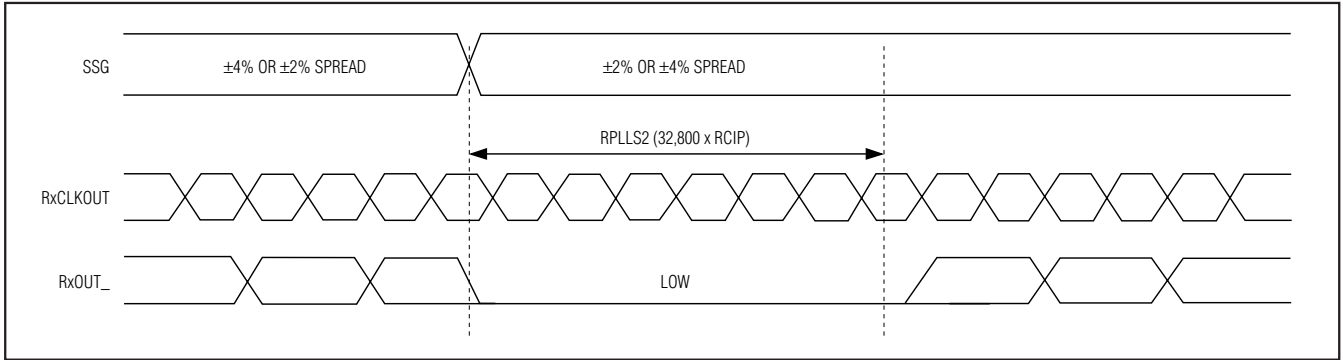 SSG
±4% OR ±2% SPREAD
±2% OR ±4% SPREAD
RPLLS2 (32,800 x RCIP)
RxCLKOUT
RxOUT_
LOW